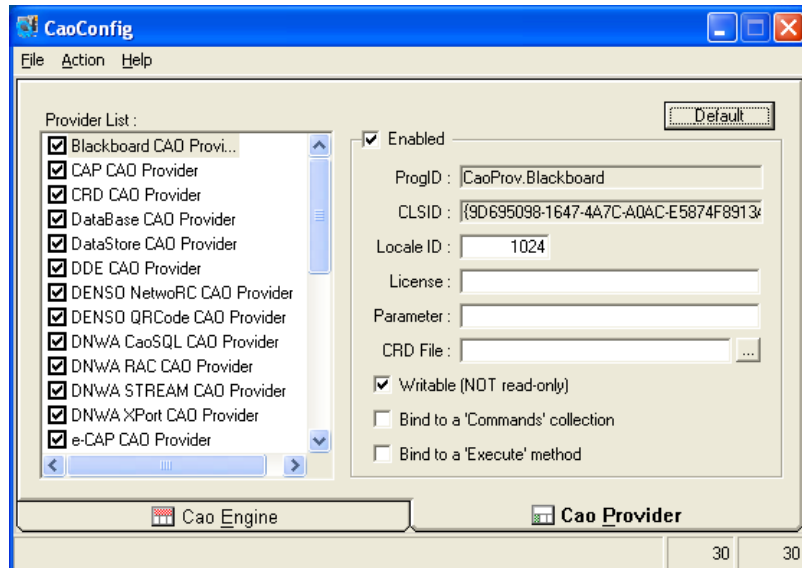 CaoConfig
File Action Help
Default
Provider List :
Blackboard CAO Provi...
CAP CAO Provider
CRD CAO Provider
DataBase CAO Provider
DataStore CAO Provider
DDE CAO Provider
DENSO NetwoRC CAO Provider
DENSO QRCode CAO Provider
DNWA CaoSQL CAO Provider
DNWA RAC CAO Provider
DNWA STREAM CAO Provider
DNWA XPort CAO Provider
e-CAP CAO Provider
Enabled
ProgID : CaoProv.Blackboard
CLSID : {9D695098-1647-4A7C-A0AC-E5874F8913
Locale ID : 1024
License :
Parameter :
CRD File : ...
Writable (NOT read-only)
Bind to a 'Commands' collection
Bind to a 'Execute' method
Cao Engine
Cao Provider
30 30